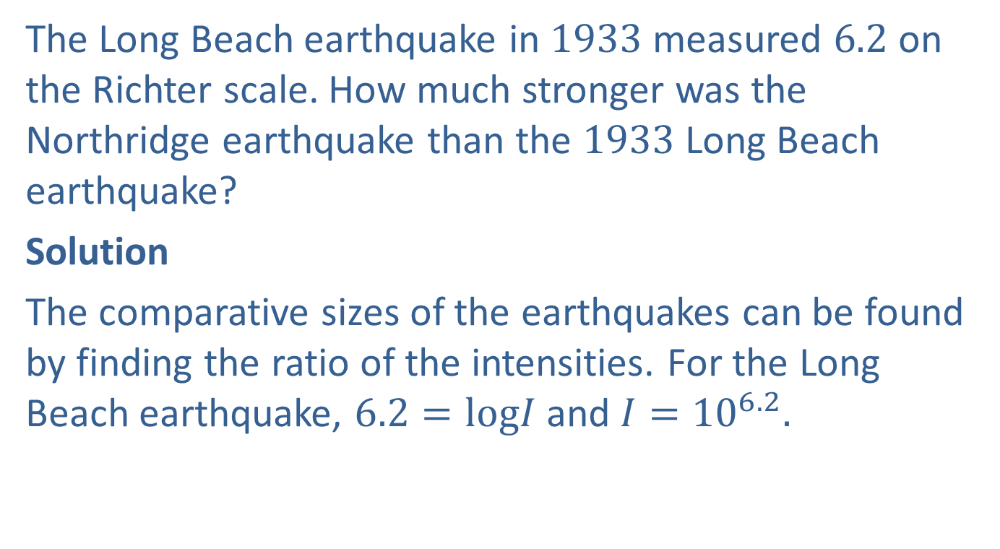 The Long Beach earthquake in 1933 measured 6.2 on
the Richter scale. How much stronger was the
Northridge earthquake than the 1933 Long Beach
earthquake?
Solution
The comparative sizes of the earthquakes can be found
by finding the ratio of the intensities. For the Long
Beach earthquake, 6.2 = log𝐼 and 𝐼 = 10^6.2.